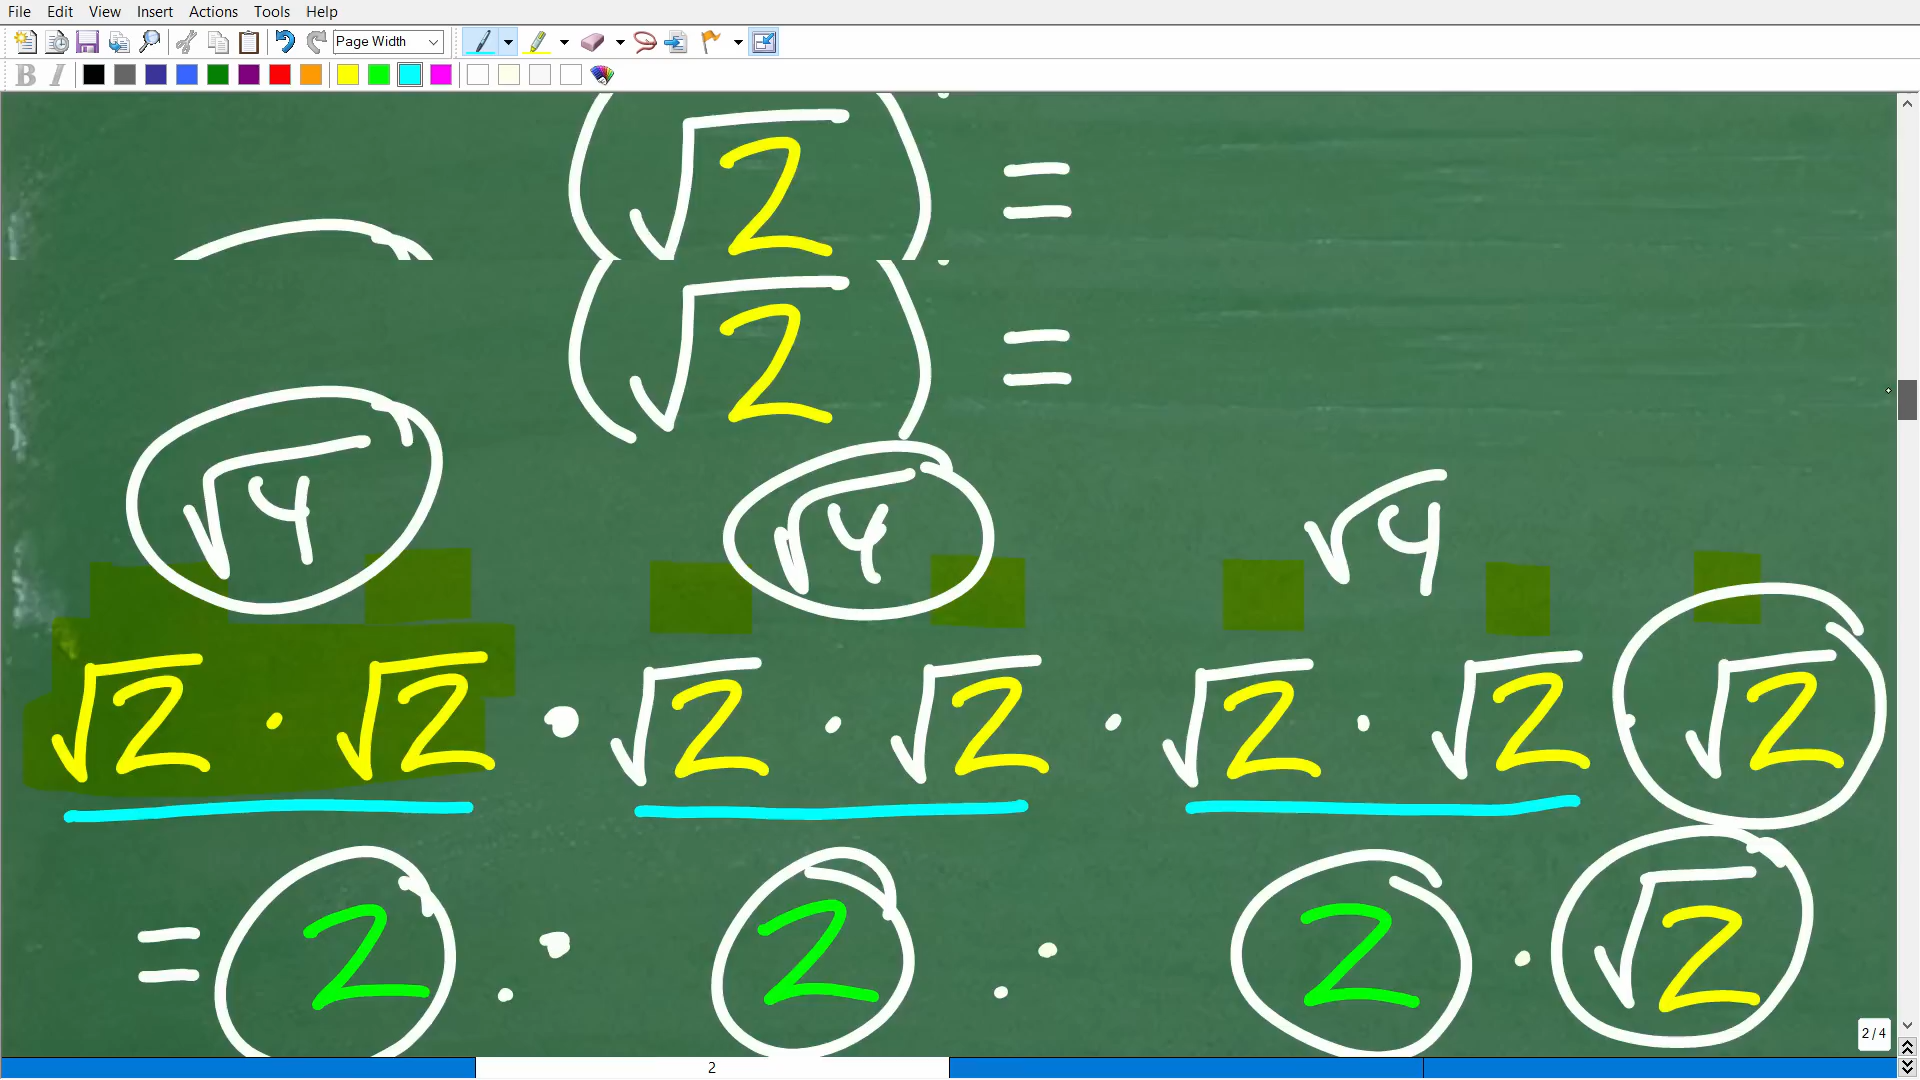 File Edit View Insert Actions Tools Help
Page Width
B I
(√2) =
(√2) =
√4 √4 √4
√2 · √2 · √2 · √2 · √2 · √2 · √2
= 2 · 2 · 2 · √2
2 / 4
2